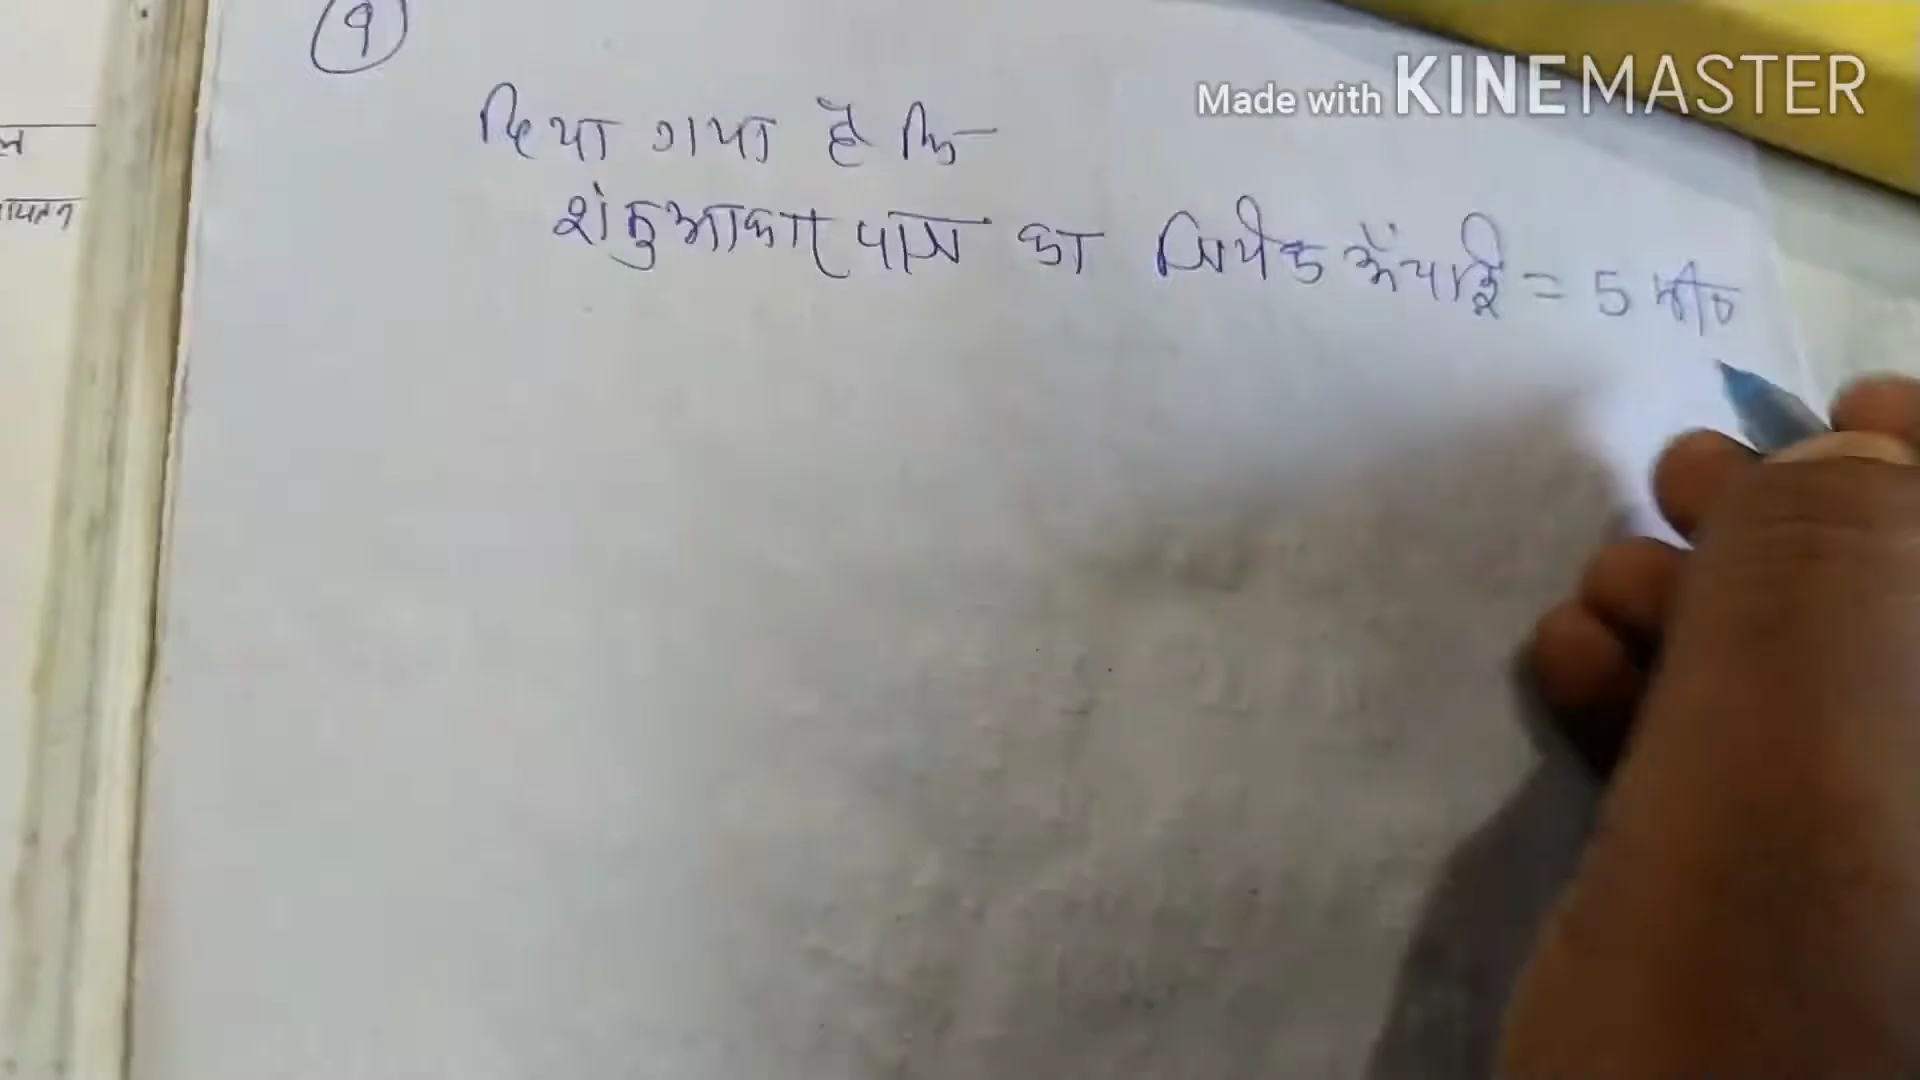 9
Made with KINEMASTER
दिया गया है कि
शंकुआकार पात्र का तिर्यक ऊँचाई = 5 मी०